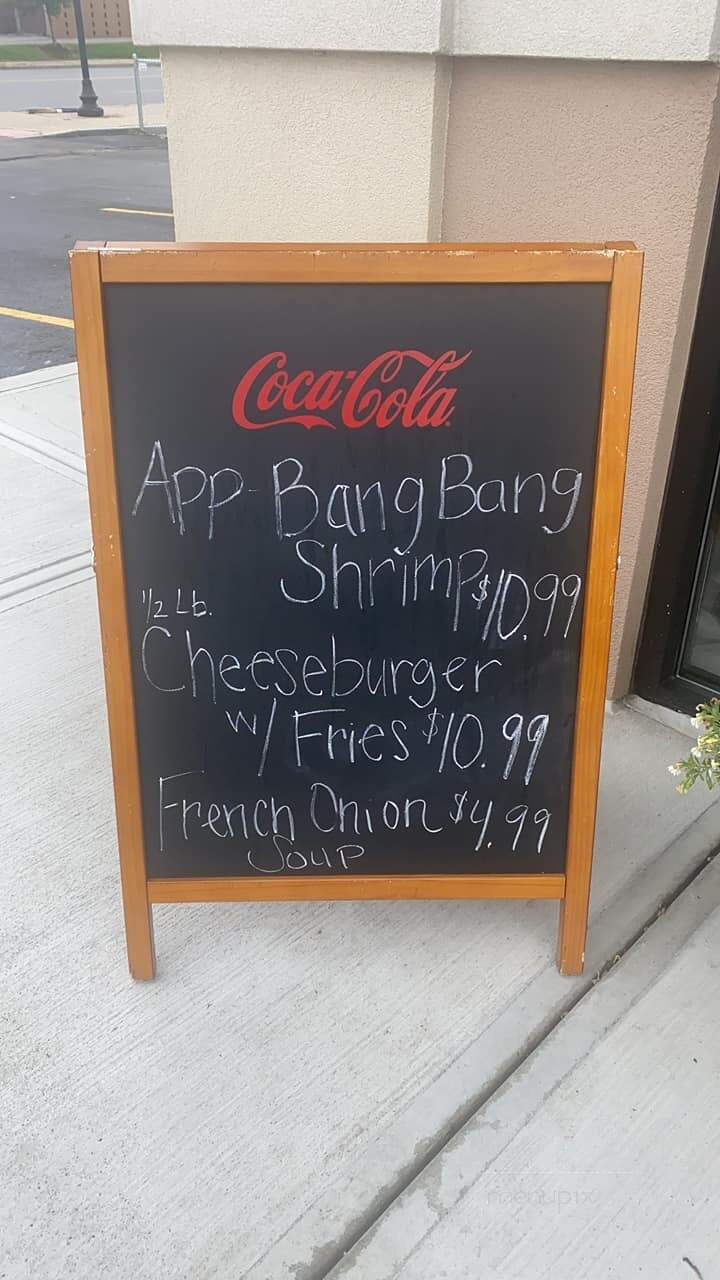 Coca-Cola
App-Bang Bang
Shrimp $10.99
1/2 Lb.
Cheeseburger
w/ Fries $10.99
French Onion $4.99
Soup
menupix